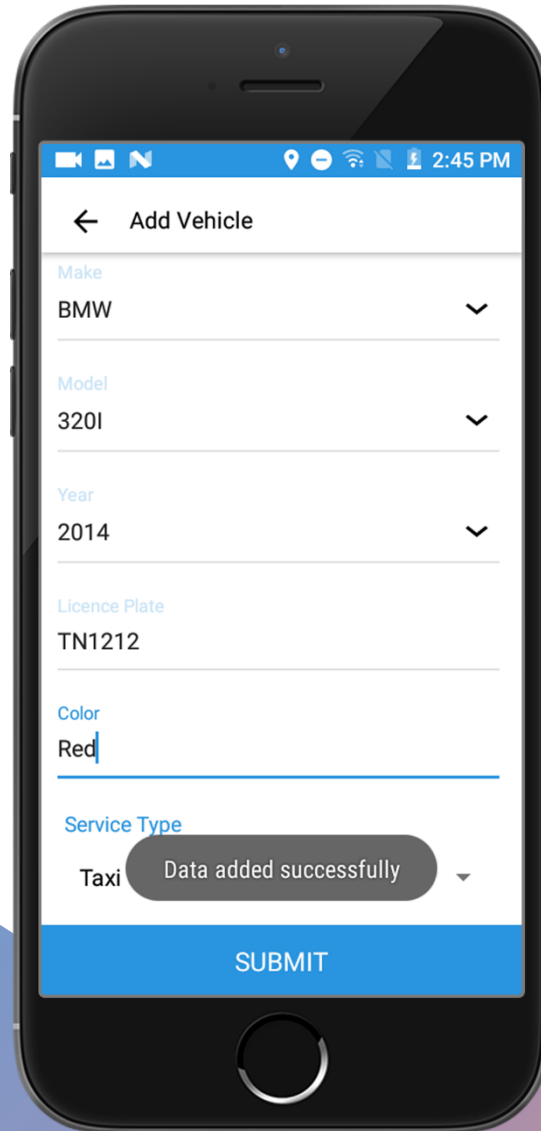 2:45 PM
Add Vehicle
Make
BMW
Model
320I
Year
2014
Licence Plate
TN1212
Color
Red
Service Type
Taxi
Data added successfully
SUBMIT